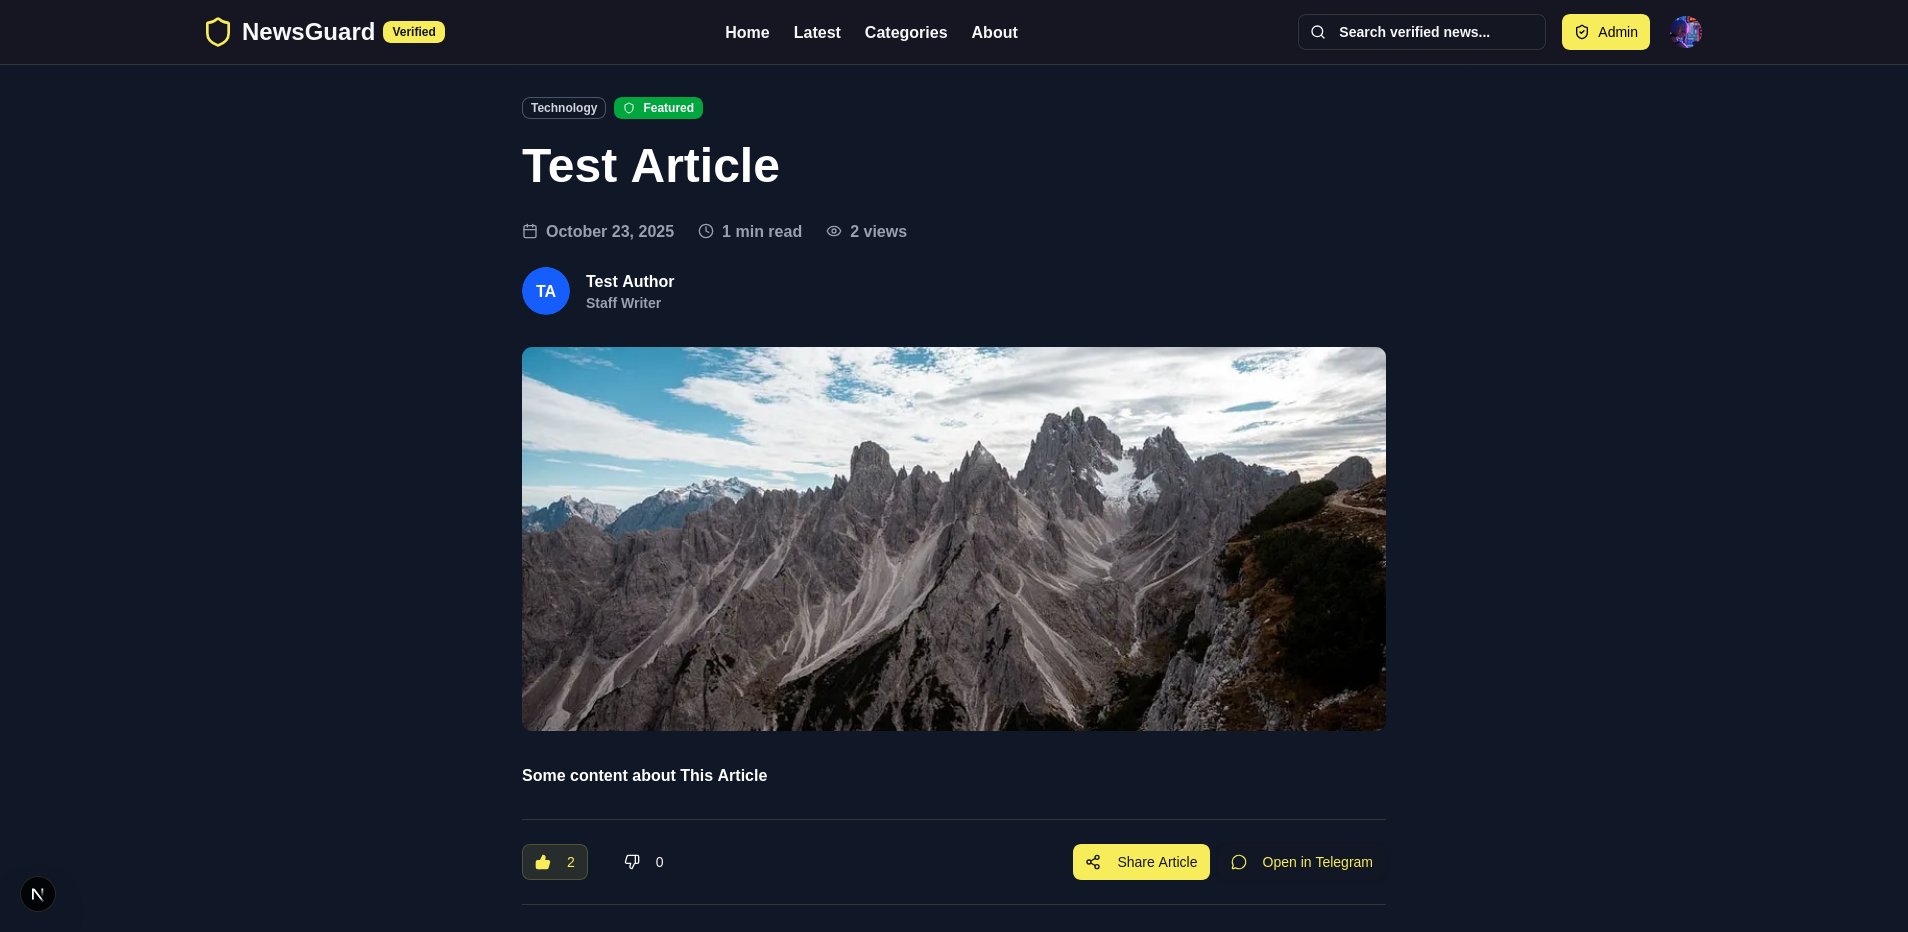 NewsGuard Verified
Home Latest Categories About
Search verified news... Admin
Technology Featured
Test Article
October 23, 2025 1 min read 2 views
TA
Test Author
Staff Writer
Some content about This Article
2 0 Share Article Open in Telegram
N